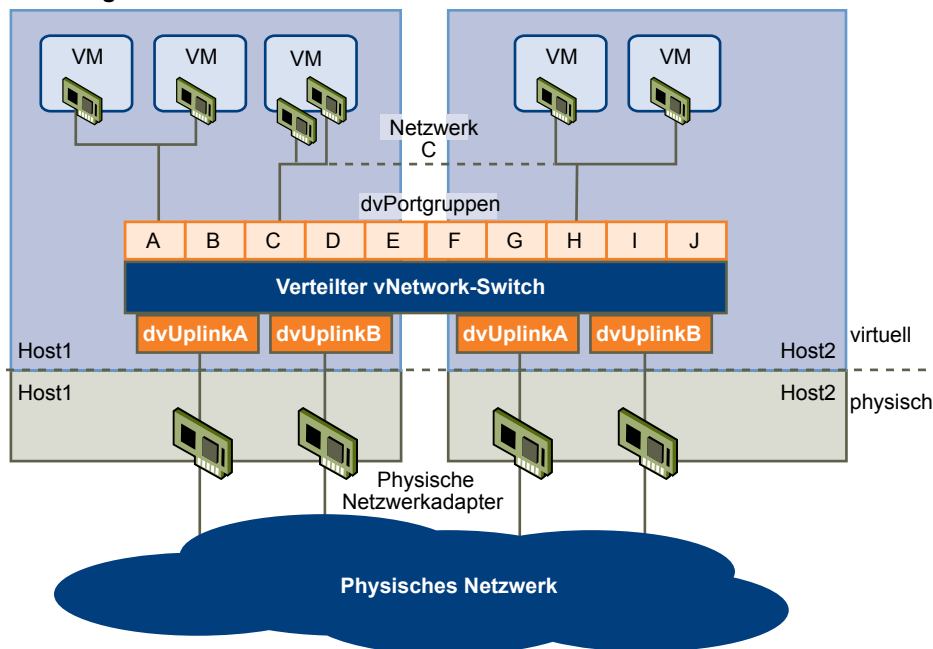 VM VM VM VM VM
Netzwerk
C
dvPortgruppen
A B C D E F G H I J
Verteilter vNetwork-Switch
dvUplinkA dvUplinkB dvUplinkA dvUplinkB
Host1 Host2 virtuell
Host1 Host2 physisch
Physische
Netzwerkadapter
Physisches Netzwerk